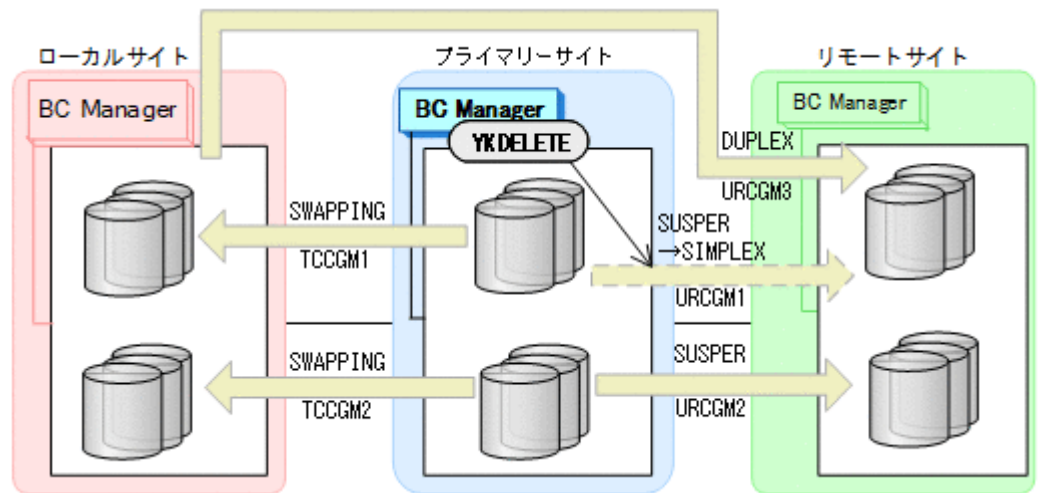 ローカルサイト
プライマリーサイト
リモートサイト
BC Manager
BC Manager
BC Manager
YKDELETE
DUPLEX
URCGM3
SWAPPING
TCCGM1
SUSPER
→SIMPLEX
URCGM1
SWAPPING
TCCGM2
SUSPER
URCGM2